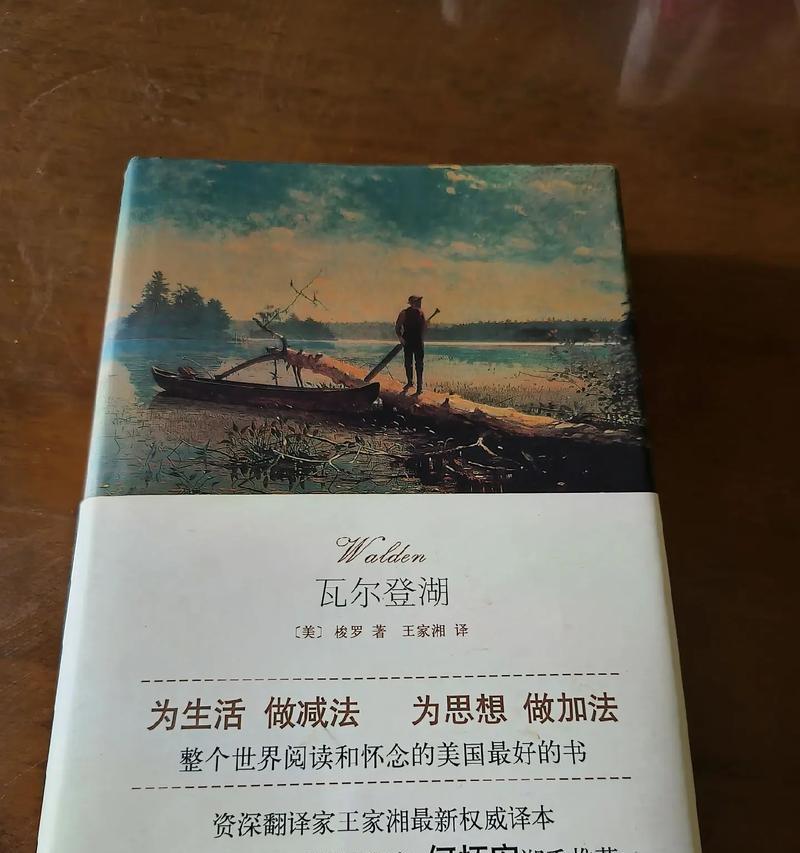 Walden
瓦尔登湖
〔美〕梭罗 著 王家湘 译
为生活 做减法 为思想 做加法
整个世界阅读和怀念的美国最好的书
资深翻译家王家湘最新权威译本